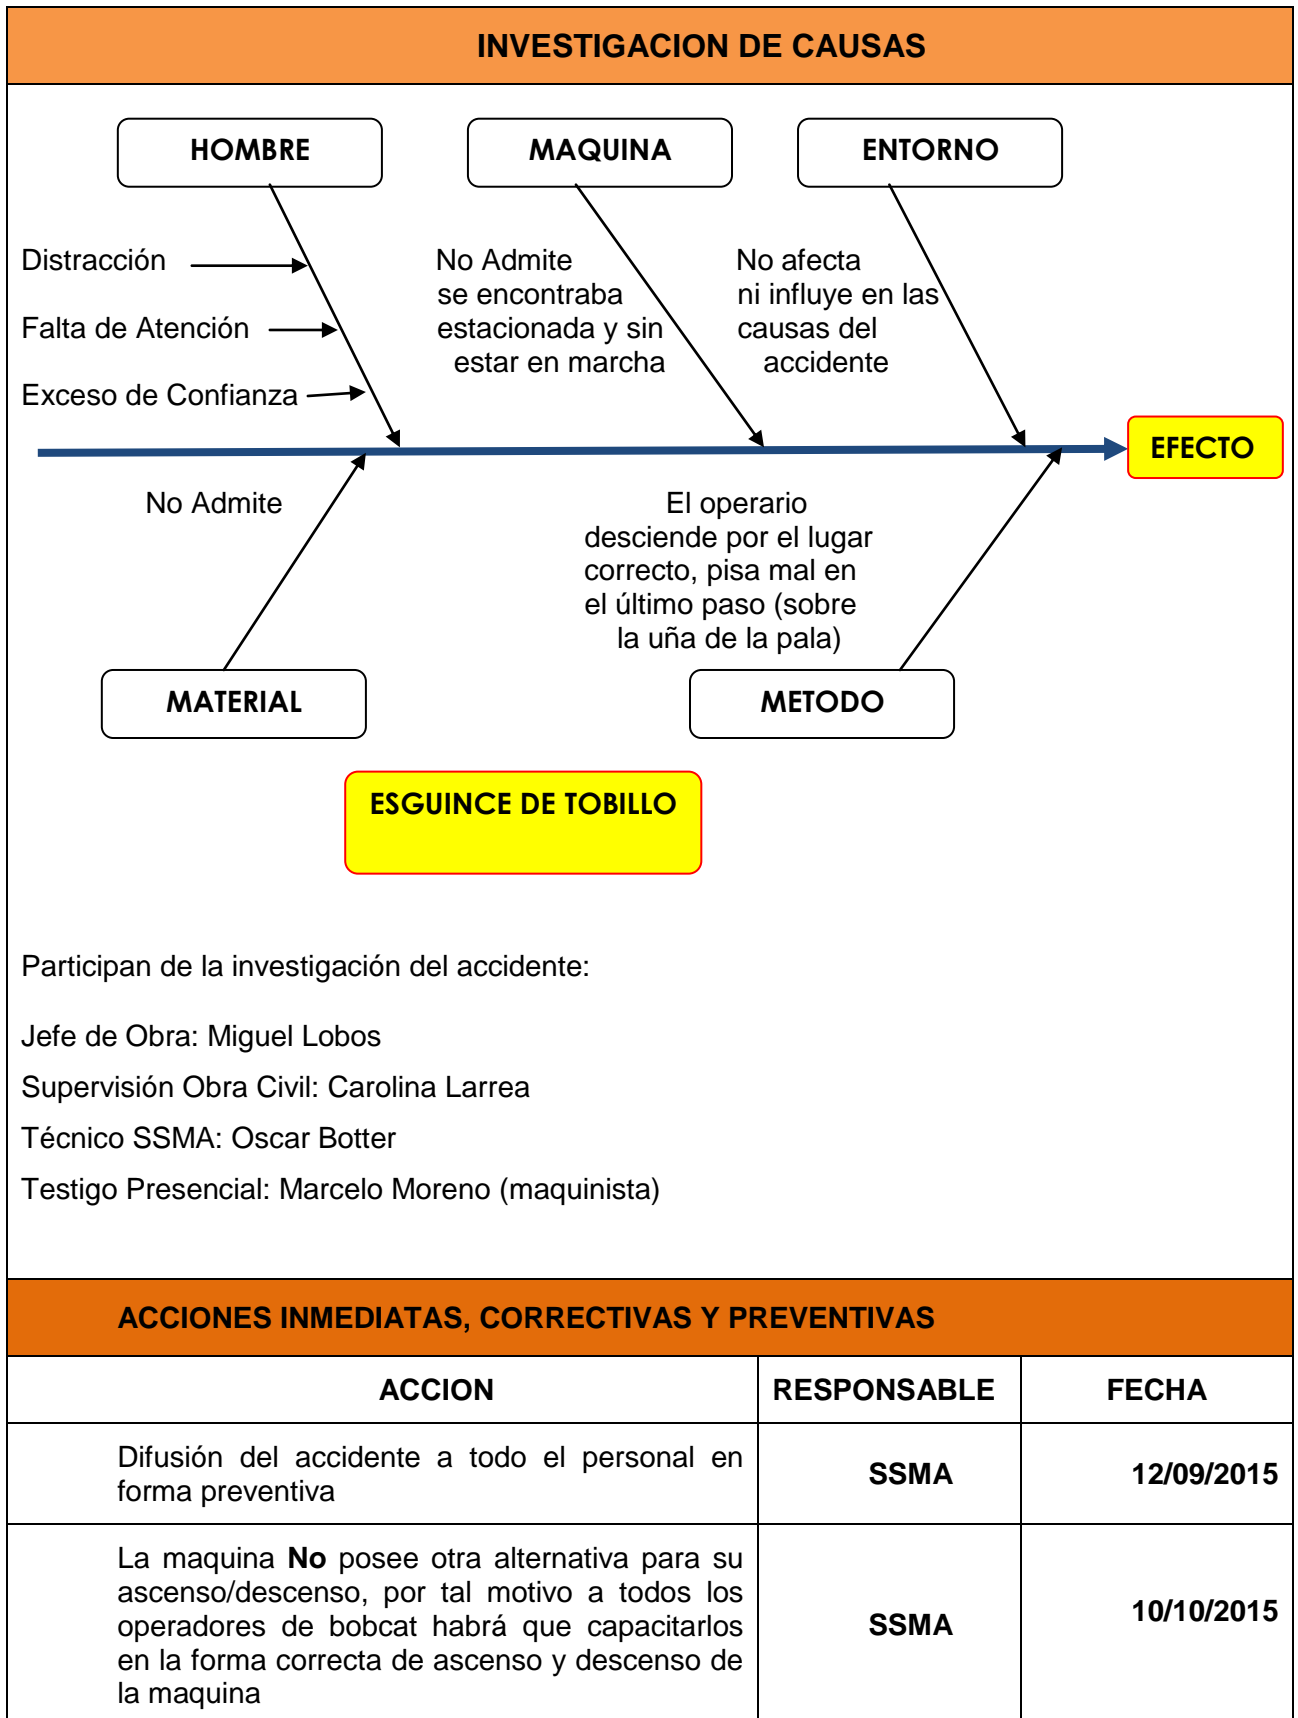 INVESTIGACION DE CAUSAS
HOMBRE
MAQUINA
ENTORNO
Distracción
Falta de Atención
Exceso de Confianza
No Admite
se encontraba
estacionada y sin
estar en marcha
No afecta
ni influye en las
causas del
accidente
EFECTO
No Admite
El operario
desciende por el lugar
correcto, pisa mal en
el último paso (sobre
la uña de la pala)
MATERIAL
METODO
ESGUINCE DE TOBILLO
Participan de la investigación del accidente:
Jefe de Obra: Miguel Lobos
Supervisión Obra Civil: Carolina Larrea
Técnico SSMA: Oscar Botter
Testigo Presencial: Marcelo Moreno (maquinista)
ACCIONES INMEDIATAS, CORRECTIVAS Y PREVENTIVAS
ACCION
RESPONSABLE
FECHA
Difusión del accidente a todo el personal en
forma preventiva
SSMA
12/09/2015
La maquina No posee otra alternativa para su
ascenso/descenso, por tal motivo a todos los
operadores de bobcat habrá que capacitarlos
en la forma correcta de ascenso y descenso de
la maquina
SSMA
10/10/2015